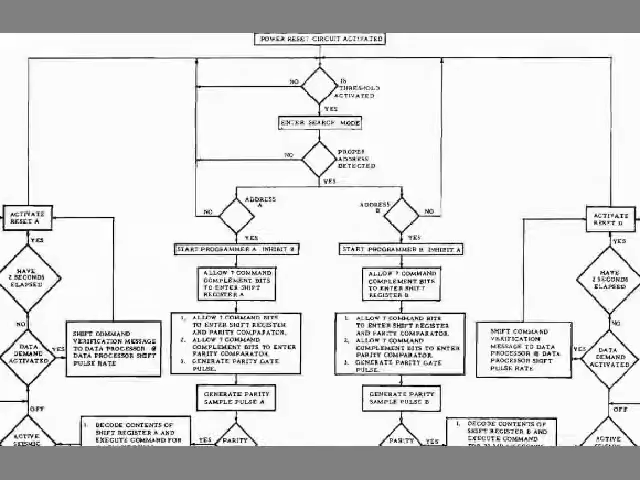 POWER RESET CIRCUIT ACTIVATED
NO
IS
THRESHOLD
ACTIVATED
YES
ENTER SEARCH MODE
NO
PROPER
ADDRESS
DETECTED
YES
NO
ADDRESS
A
YES
ADDRESS
B
NO
YES
START PROGRAMMER A INHIBIT B
START PROGRAMMER B INHIBIT A
ALLOW 7 COMMAND
COMPLEMENT BITS
TO ENTER SHIFT
REGISTER A
ALLOW 7 COMMAND
COMPLEMENT BITS
TO ENTER SHIFT
REGISTER B
1. ALLOW 7 COMMAND BITS
TO ENTER SHIFT REGISTER
AND PARITY COMPARATOR.
2. ALLOW 7 COMMAND
COMPLEMENT BITS TO ENTER
PARITY COMPARATOR
3. GENERATE PARITY GATE
PULSE.
1. ALLOW 7 COMMAND BITS
TO ENTER SHIFT REGISTER
AND PARITY COMPARATOR.
2. ALLOW 7 COMMAND
COMPLEMENT BITS TO ENTER
PARITY COMPARATOR.
3. GENERATE PARITY GATE
PULSE.
GENERATE PARITY
SAMPLE PULSE A
GENERATE PARITY
SAMPLE PULSE B
YES
PARITY
PARITY
YES
ACTIVATE
RESET A
YES
HAVE
2 SECONDS
ELAPSED
NO
DATA
DEMAND
ACTIVATED
YES
SHIFT COMMAND
VERIFICATION MESSAGE
TO DATA PROCESSOR @
DATA PROCESSOR SHIFT
PULSE RATE
OFF
ACTIVE
SEISMIC
1. DECODE CONTENTS OF
SHIFT REGISTER A AND
EXECUTE COMMAND FOR
ACTIVATE
RESET B
YES
HAVE
2 SECONDS
ELAPSED
NO
DATA
DEMAND
ACTIVATED
YES
SHIFT COMMAND
VERIFICATION
MESSAGE TO DATA
PROCESSOR @ DATA
PROCESSOR SHIFT
PULSE RATE
OFF
ACTIVE
SEISMIC
1. DECODE CONTENTS OF
SHIFT REGISTER B AND
EXECUTE COMMAND